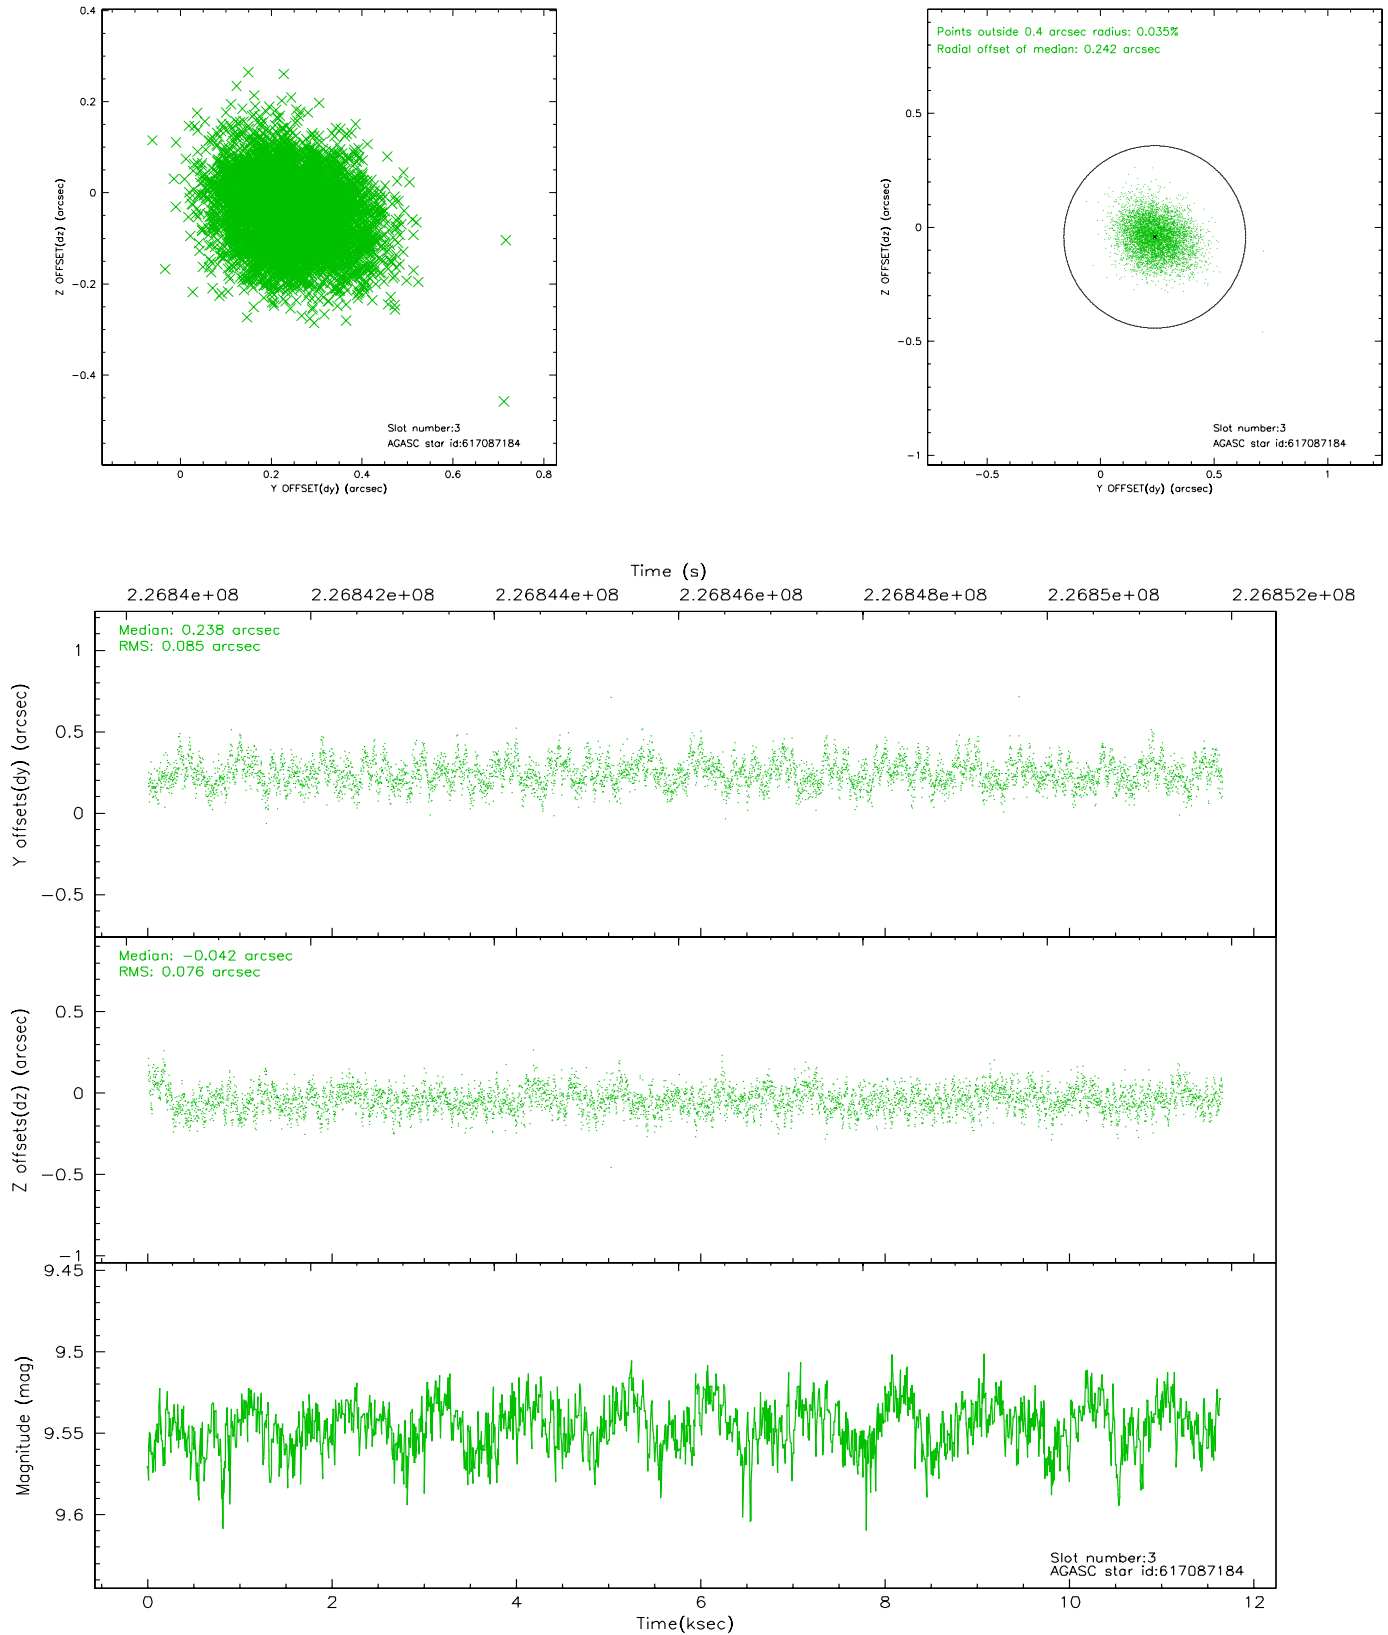 0.4
0.2
0
−0.2
−0.4
Z OFFSET(dz) (arcsec)
Slot number:3
AGASC star id:617087184
0 0.2 0.4 0.6 0.8
Y OFFSET(dy) (arcsec)
Points outside 0.4 arcsec radius: 0.035%
Radial offset of median: 0.242 arcsec
0.5
0
−0.5
−1
Z OFFSET(dz) (arcsec)
Slot number:3
AGASC star id:617087184
−0.5 0 0.5 1
Y OFFSET(dy) (arcsec)
Time (s)
2.2684e+08 2.26842e+08 2.26844e+08 2.26846e+08 2.26848e+08 2.2685e+08 2.26852e+08
Median: 0.238 arcsec
RMS: 0.085 arcsec
1
0.5
0
−0.5
Y offsets(dy) (arcsec)
Median: −0.042 arcsec
RMS: 0.076 arcsec
0.5
0
−0.5
−1
Z offsets(dz) (arcsec)
9.45
9.5
9.55
9.6
Magnitude (mag)
Slot number:3
AGASC star id:617087184
0 2 4 6 8 10 12
Time(ksec)